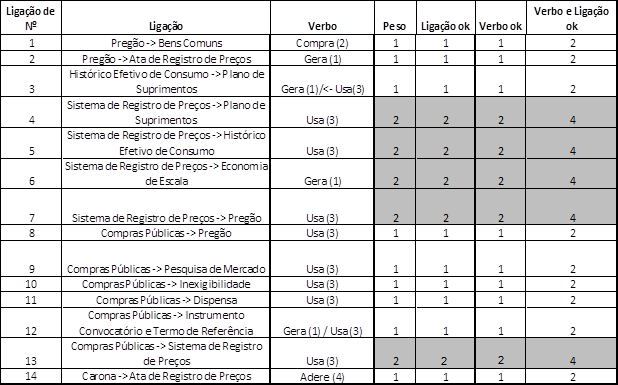 Ligação de Nº | Ligação | Verbo | Peso | Ligação ok | Verbo ok | Verbo e Ligação ok
1 | Pregão -> Bens Comuns | Compra (2) | 1 | 1 | 1 | 2
2 | Pregão -> Ata de Registro de Preços | Gera (1) | 1 | 1 | 1 | 2
3 | Histórico Efetivo de Consumo -> Plano de Suprimentos | Gera (1)/<- Usa(3) | 1 | 1 | 1 | 2
4 | Sistema de Registro de Preços -> Plano de Suprimentos | Usa (3) | 2 | 2 | 2 | 4
5 | Sistema de Registro de Preços -> Histórico Efetivo de Consumo | Usa (3) | 2 | 2 | 2 | 4
6 | Sistema de Registro de Preços -> Economia de Escala | Gera (1) | 2 | 2 | 2 | 4
7 | Sistema de Registro de Preços -> Pregão | Usa (3) | 2 | 2 | 2 | 4
8 | Compras Públicas -> Pregão | Usa (3) | 1 | 1 | 1 | 2
9 | Compras Públicas -> Pesquisa de Mercado | Usa (3) | 1 | 1 | 1 | 2
10 | Compras Públicas -> Inexigibilidade | Usa (3) | 1 | 1 | 1 | 2
11 | Compras Públicas -> Dispensa | Usa (3) | 1 | 1 | 1 | 2
12 | Compras Públicas -> Instrumento Convocatório e Termo de Referência | Gera (1) / Usa (3) | 1 | 1 | 1 | 2
13 | Compras Públicas -> Sistema de Registro de Preços | Usa (3) | 2 | 2 | 2 | 4
14 | Carona -> Ata de Registro de Preços | Adere (4) | 1 | 1 | 1 | 2